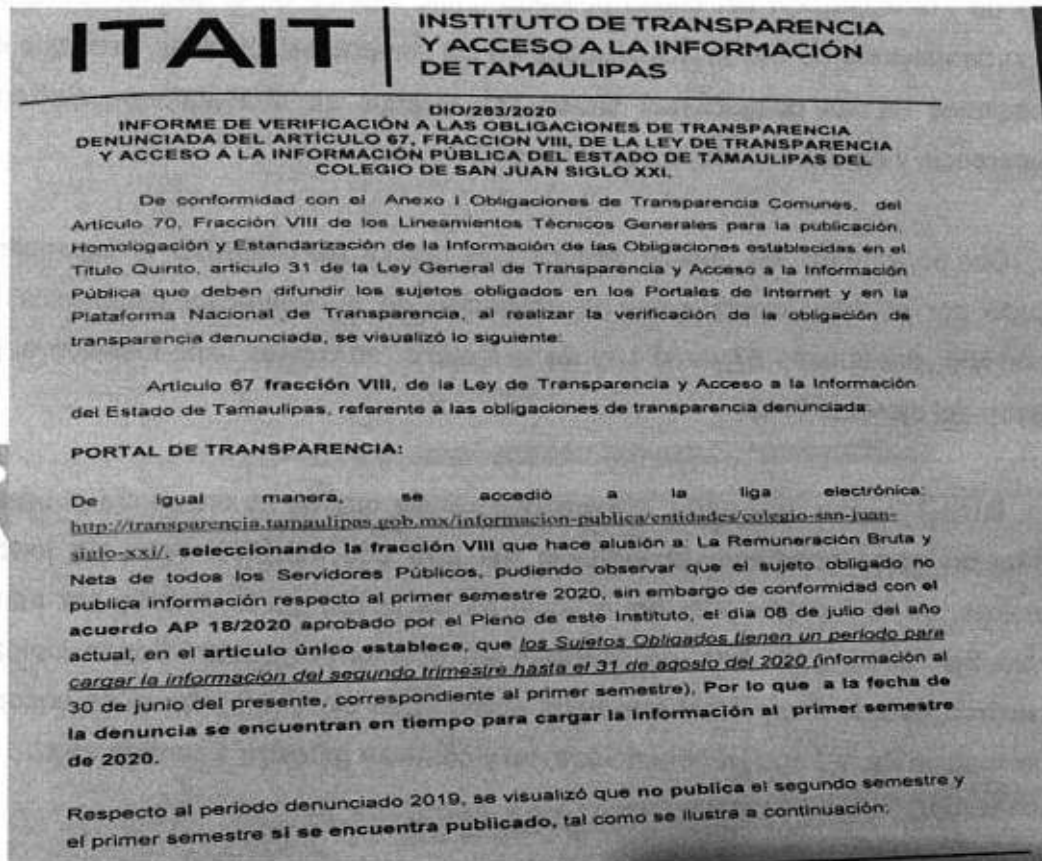 ITAIT
INSTITUTO DE TRANSPARENCIA
Y ACCESO A LA INFORMACIÓN
DE TAMAULIPAS
DIO/283/2020
INFORME DE VERIFICACIÓN A LAS OBLIGACIONES DE TRANSPARENCIA
DENUNCIADA DEL ARTÍCULO 67, FRACCION VIII, DE LA LEY DE TRANSPARENCIA
Y ACCESO A LA INFORMACIÓN PÚBLICA DEL ESTADO DE TAMAULIPAS DEL
COLEGIO DE SAN JUAN SIGLO XXI.
De conformidad con el Anexo I Obligaciones de Transparencia Comunes, del
Artículo 70, Fracción VIII de los Lineamientos Técnicos Generales para la publicación,
Homologación y Estandarización de la Información de las Obligaciones establecidas en el
Título Quinto, artículo 31 de la Ley General de Transparencia y Acceso a la Información
Pública que deben difundir los sujetos obligados en los Portales de Internet y en la
Plataforma Nacional de Transparencia, al realizar la verificación de la obligación de
transparencia denunciada, se visualizó lo siguiente:
Artículo 67 fracción VIII, de la Ley de Transparencia y Acceso a la Información
del Estado de Tamaulipas, referente a las obligaciones de transparencia denunciada:
PORTAL DE TRANSPARENCIA:
De igual manera, se accedió a la liga electrónica:
http://transparencia.tamaulipas.gob.mx/informacion-publica/entidades/colegio-san-juan-
siglo-xxi/, seleccionando la fracción VIII que hace alusión a: La Remuneración Bruta y
Neta de todos los Servidores Públicos, pudiendo observar que el sujeto obligado no
publica información respecto al primer semestre 2020, sin embargo de conformidad con el
acuerdo AP 18/2020 aprobado por el Pleno de este Instituto, el día 08 de julio del año
actual, en el artículo único establece, que los Sujetos Obligados tienen un periodo para
cargar la información del segundo trimestre hasta el 31 de agosto del 2020 (información al
30 de junio del presente, correspondiente al primer semestre), Por lo que a la fecha de
la denuncia se encuentran en tiempo para cargar la información al primer semestre
de 2020.
Respecto al periodo denunciado 2019, se visualizó que no publica el segundo semestre y
el primer semestre si se encuentra publicado, tal como se ilustra a continuación: